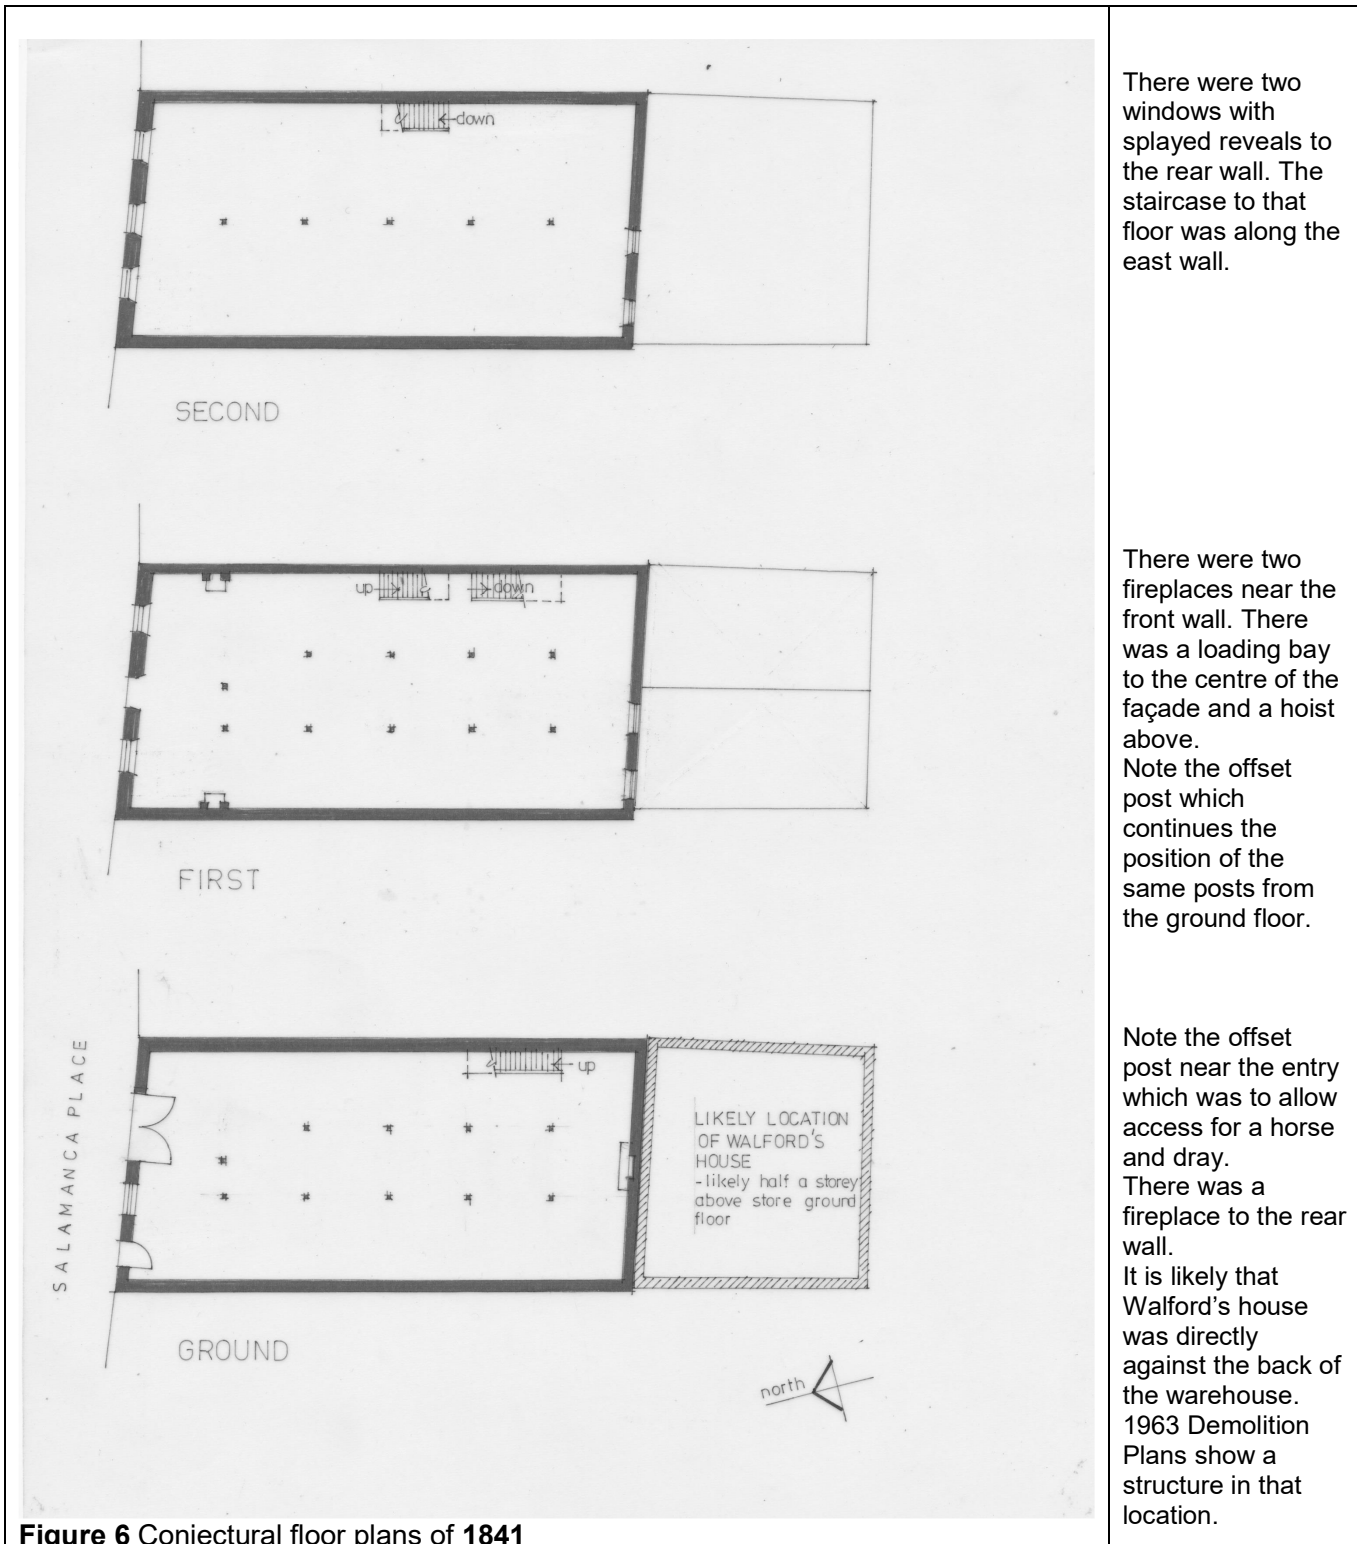 down
SECOND
There were two
windows with
splayed reveals to
the rear wall. The
staircase to that
floor was along the
east wall.
up
down
FIRST
There were two
fireplaces near the
front wall. There
was a loading bay
to the centre of the
façade and a hoist
above.
Note the offset
post which
continues the
position of the
same posts from
the ground floor.
SALAMANCA PLACE
up
LIKELY LOCATION
OF WALFORD'S
HOUSE
-likely half a storey
above store ground
floor
GROUND
north
Note the offset
post near the entry
which was to allow
access for a horse
and dray.
There was a
fireplace to the rear
wall.
It is likely that
Walford's house
was directly
against the back of
the warehouse.
1963 Demolition
Plans show a
structure in that
location.
Figure 6 Conjectural floor plans of 1841